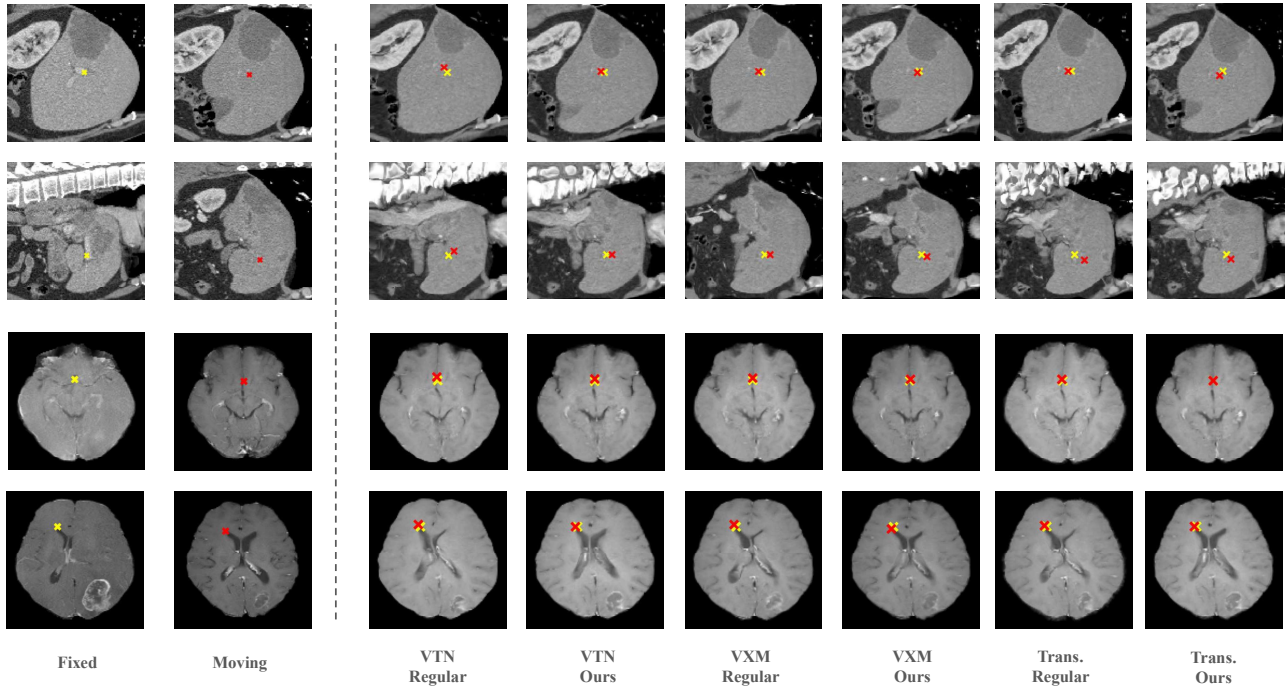 Fixed
Moving
VTN
Regular
VTN
Ours
VXM
Regular
VXM
Ours
Trans.
Regular
Trans.
Ours